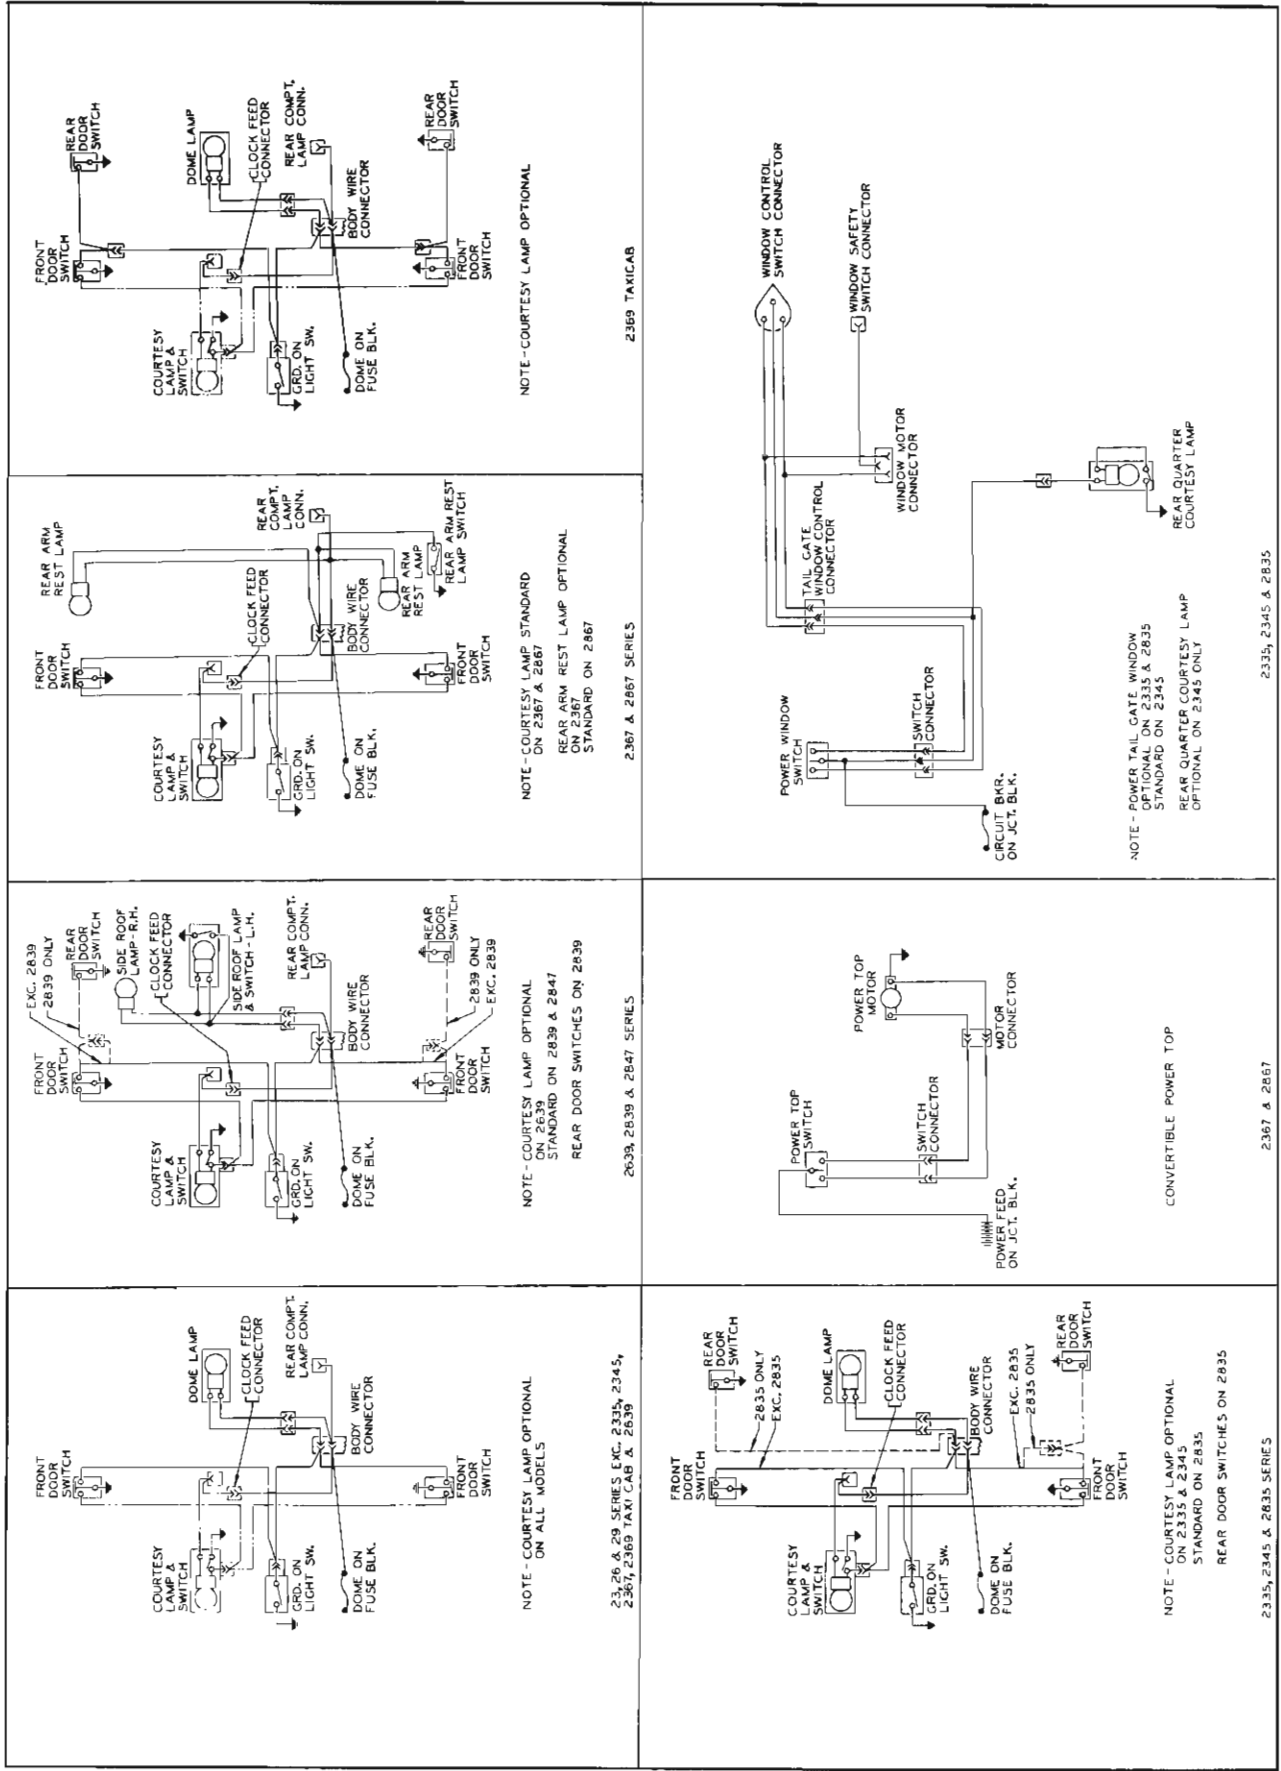 FRONT
DOOR
SWITCH
COURTESY
LAMP &
SWITCH
DOME LAMP
CLOCK FEED
CONNECTOR
GRD. ON
LIGHT SW.
REAR COMPT.
LAMP CONN.
DOME ON
FUSE BLK.
BODY WIRE
CONNECTOR
FRONT
DOOR
SWITCH
NOTE - COURTESY LAMP OPTIONAL
ON ALL MODELS
23, 26 & 29 SERIES EXC. 2335, 2345,
2367, 2369 TAXI CAB & 2639
EXC. 2839
2839 ONLY
FRONT
DOOR
SWITCH
REAR
DOOR
SWITCH
SIDE ROOF
LAMP-R.H.
COURTESY
LAMP &
SWITCH
CLOCK FEED
CONNECTOR
SIDE ROOF LAMP
& SWITCH-L.H.
GRD. ON
LIGHT SW.
REAR COMPT.
LAMP CONN.
DOME ON
FUSE BLK.
BODY WIRE
CONNECTOR
REAR
DOOR
SWITCH
FRONT
DOOR
SWITCH
2839 ONLY
EXC. 2839
NOTE - COURTESY LAMP OPTIONAL
ON 2639
STANDARD ON 2839 & 2847
REAR DOOR SWITCHES ON 2839
2639, 2839 & 2847 SERIES
FRONT
DOOR
SWITCH
REAR ARM
REST LAMP
COURTESY
LAMP &
SWITCH
CLOCK FEED
CONNECTOR
REAR
COMPT.
LAMP
CONN.
GRD. ON
LIGHT SW.
DOME ON
FUSE BLK.
BODY WIRE
CONNECTOR
REAR ARM
REST LAMP
REAR ARM REST
LAMP SWITCH
FRONT
DOOR
SWITCH
NOTE - COURTESY LAMP STANDARD
ON 2367 & 2867
REAR ARM REST LAMP OPTIONAL
ON 2367
STANDARD ON 2867
2367 & 2867 SERIES
FRONT
DOOR
SWITCH
REAR
DOOR
SWITCH
COURTESY
LAMP &
SWITCH
DOME LAMP
CLOCK FEED
CONNECTOR
REAR COMPT.
LAMP CONN.
GRD. ON
LIGHT SW.
DOME ON
FUSE BLK.
BODY WIRE
CONNECTOR
REAR
DOOR
SWITCH
FRONT
DOOR
SWITCH
NOTE - COURTESY LAMP OPTIONAL
2369 TAXICAB
FRONT
DOOR
SWITCH
REAR
DOOR
SWITCH
2835 ONLY
EXC. 2835
COURTESY
LAMP &
SWITCH
DOME LAMP
CLOCK FEED
CONNECTOR
GRD. ON
LIGHT SW.
DOME ON
FUSE BLK.
BODY WIRE
CONNECTOR
EXC. 2835
2835 ONLY
REAR
DOOR
SWITCH
FRONT
DOOR
SWITCH
NOTE - COURTESY LAMP OPTIONAL
ON 2335 & 2345
STANDARD ON 2835
REAR DOOR SWITCHES ON 2835
2335, 2345 & 2835 SERIES
POWER TOP
SWITCH
POWER TOP
MOTOR
SWITCH
CONNECTOR
POWER FEED
ON JCT. BLK.
MOTOR
CONNECTOR
CONVERTIBLE POWER TOP
2367 & 2867
WINDOW CONTROL
SWITCH CONNECTOR
POWER WINDOW
SWITCH
TAIL GATE
WINDOW CONTROL
CONNECTOR
WINDOW SAFETY
SWITCH CONNECTOR
WINDOW MOTOR
CONNECTOR
SWITCH
CONNECTOR
CIRCUIT BKR.
ON JCT. BLK.
REAR QUARTER
COURTESY LAMP
NOTE - POWER TAIL GATE WINDOW
OPTIONAL ON 2335 & 2835
STANDARD ON 2345
REAR QUARTER COURTESY LAMP
OPTIONAL ON 2345 ONLY
2335, 2345 & 2835